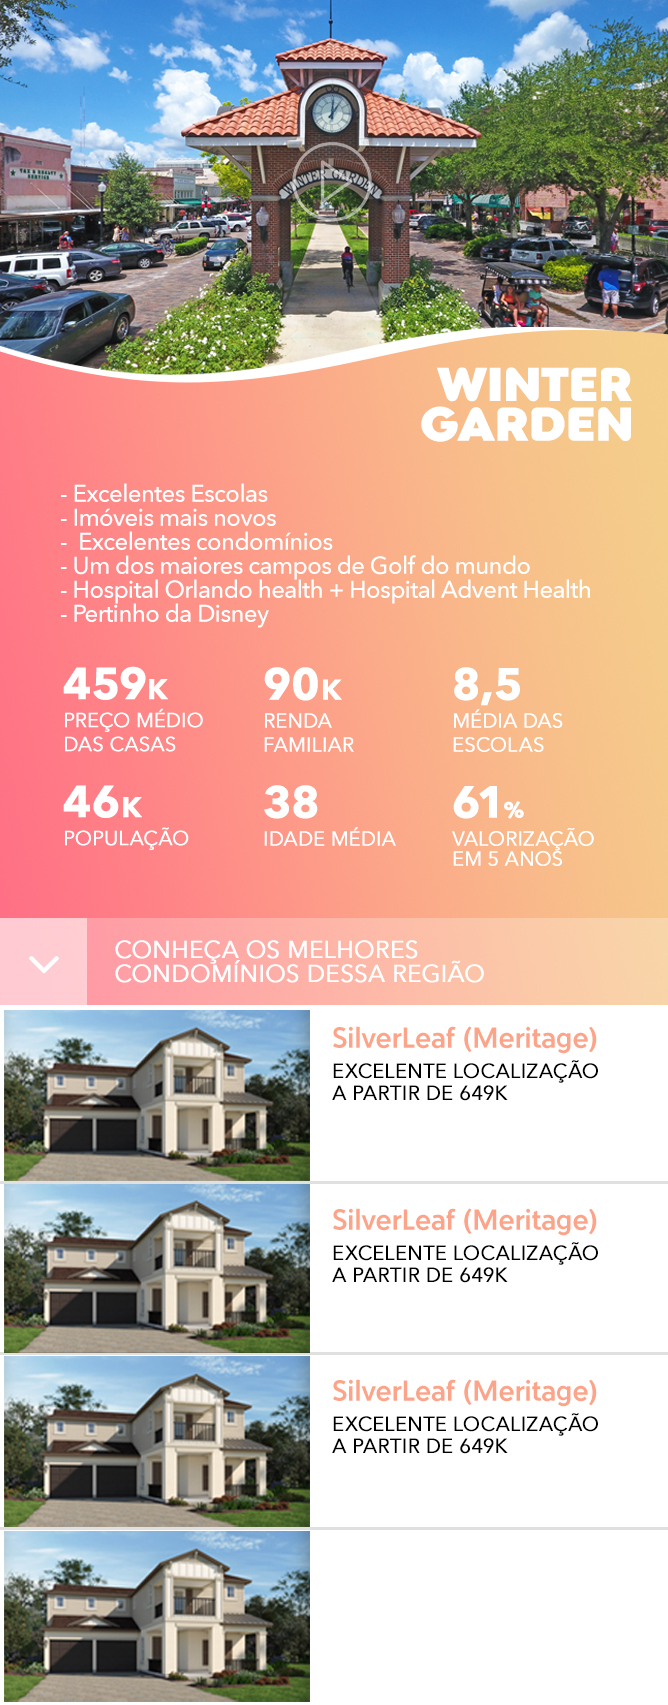 TAX & BEAUTY
SERVICE
WINTER GARDEN
WINTER
GARDEN
- Excelentes Escolas
- Imóveis mais novos
-  Excelentes condomínios
- Um dos maiores campos de Golf do mundo
- Hospital Orlando health + Hospital Advent Health
- Pertinho da Disney
459K
PREÇO MÉDIO
DAS CASAS
90K
RENDA
FAMILIAR
8,5
MÉDIA DAS
ESCOLAS
46K
POPULAÇÃO
38
IDADE MÉDIA
61%
VALORIZAÇÃO
EM 5 ANOS
CONHEÇA OS MELHORES
CONDOMÍNIOS DESSA REGIÃO
SilverLeaf (Meritage)
EXCELENTE LOCALIZAÇÃO
A PARTIR DE 649K
SilverLeaf (Meritage)
EXCELENTE LOCALIZAÇÃO
A PARTIR DE 649K
SilverLeaf (Meritage)
EXCELENTE LOCALIZAÇÃO
A PARTIR DE 649K